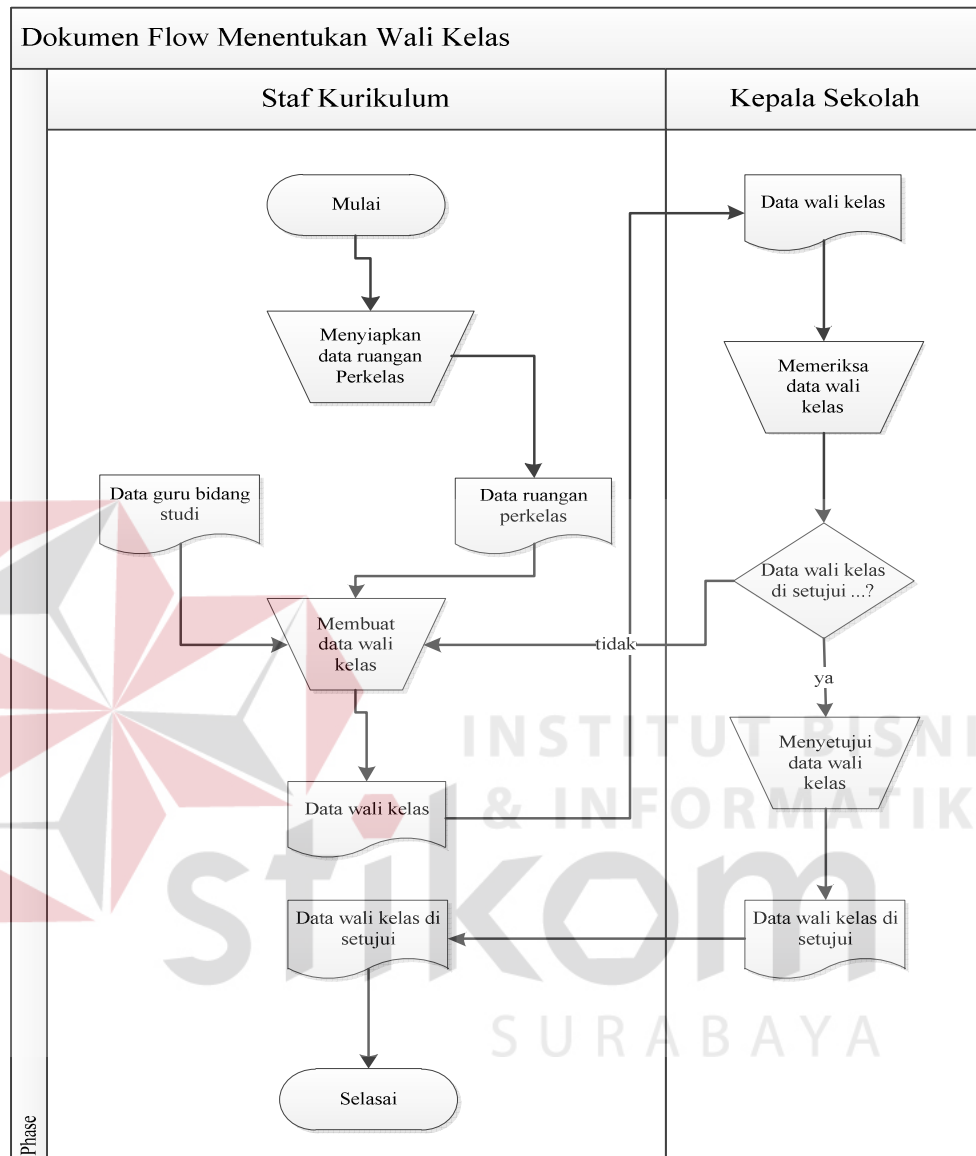 Dokumen Flow Menentukan Wali Kelas
Staf Kurikulum
Kepala Sekolah
Mulai
Data wali kelas
Menyiapkan
data ruangan
Perkelas
Memeriksa
data wali
kelas
Data guru bidang
studi
Data ruangan
perkelas
Data wali kelas
di setujui ...?
Membuat
data wali
kelas
tidak
ya
Menyetujui
data wali
kelas
Data wali kelas
Data wali kelas di
setujui
Data wali kelas di
setujui
Selasai
Phase
INSTITUT BISNI
& INFORMATIK
stikom
SURABAYA